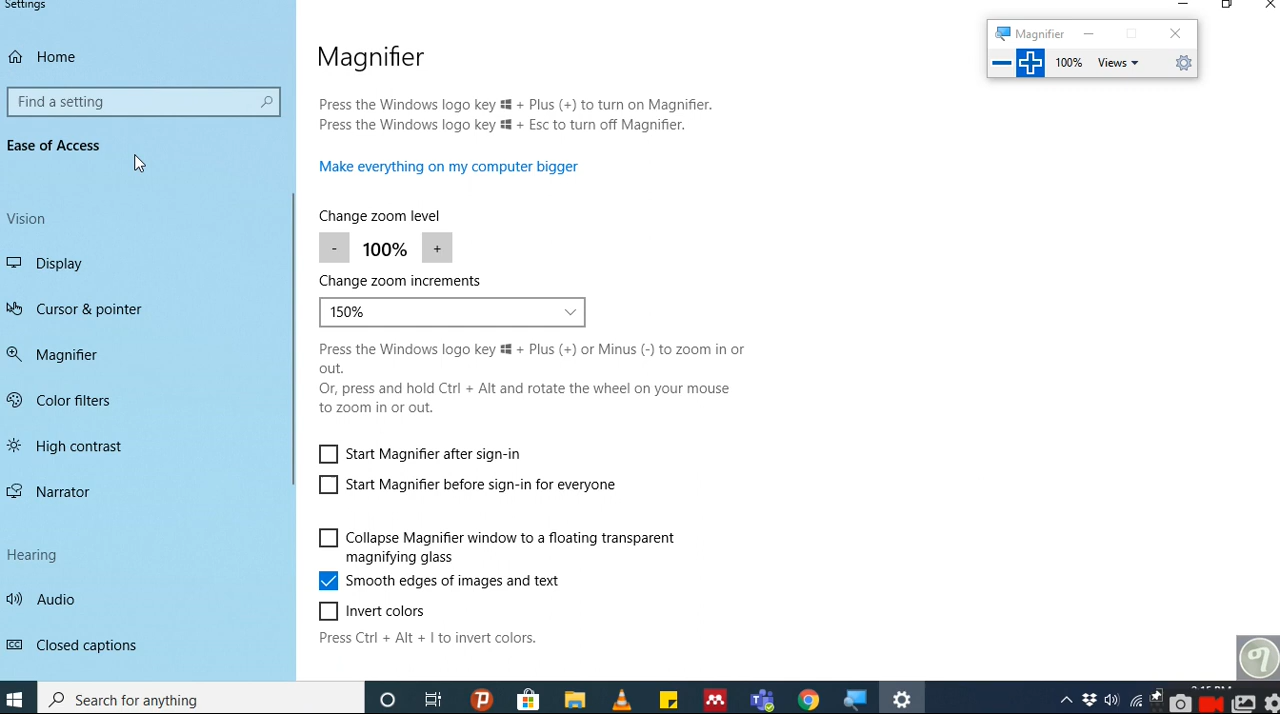 Settings
Home
Find a setting
Ease of Access
Vision
Display
Cursor & pointer
Magnifier
Color filters
High contrast
Narrator
Hearing
Audio
Closed captions
Magnifier
Press the Windows logo key + Plus (+) to turn on Magnifier.
Press the Windows logo key + Esc to turn off Magnifier.
Make everything on my computer bigger
Change zoom level
- 100% +
Change zoom increments
150%
Press the Windows logo key + Plus (+) or Minus (-) to zoom in or
out.
Or, press and hold Ctrl + Alt and rotate the wheel on your mouse
to zoom in or out.
Start Magnifier after sign-in
Start Magnifier before sign-in for everyone
Collapse Magnifier window to a floating transparent
magnifying glass
Smooth edges of images and text
Invert colors
Press Ctrl + Alt + I to invert colors.
Magnifier
100% Views
Search for anything